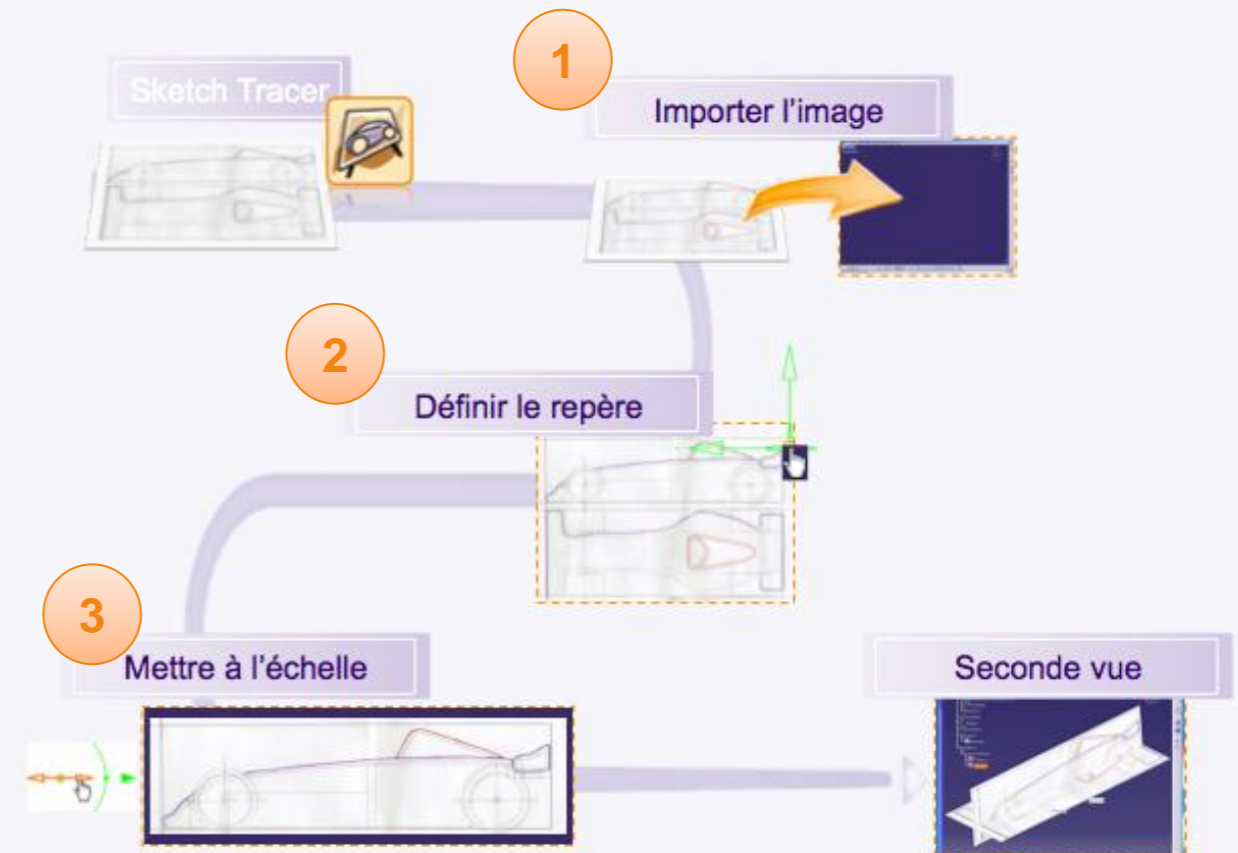 Sketch Tracer
1
Importer l'image
2
Définir le repère
3
Mettre à l'échelle
Seconde vue